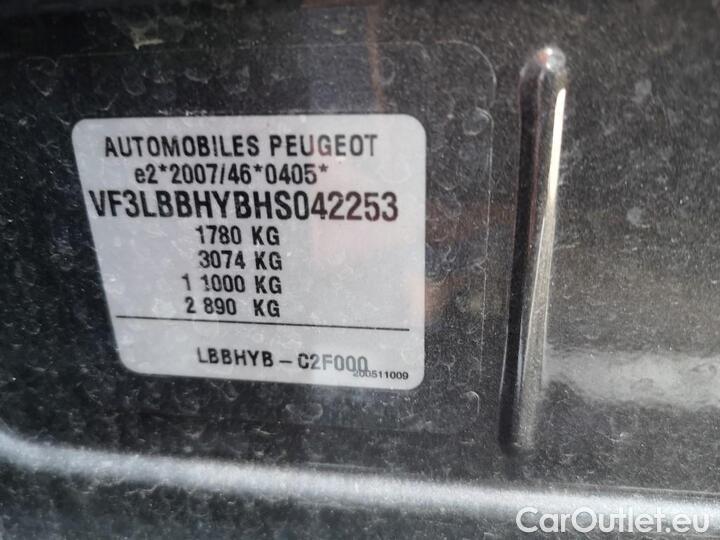 AUTOMOBILES PEUGEOT
e2*2007/46*0405*
VF3LBBHYBHS042253
1780 KG
3074 KG
1 1000 KG
2 890 KG
LBBHYB - C2F000
200511009
CarOutlet.eu